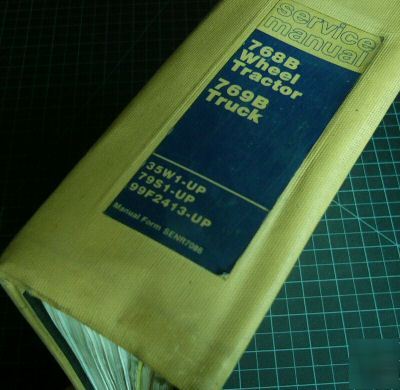 service
manual
768B
Wheel
Tractor
769B
Truck
35W1-UP
79S1-UP
99F2413-UP
Manual Form SENR7086